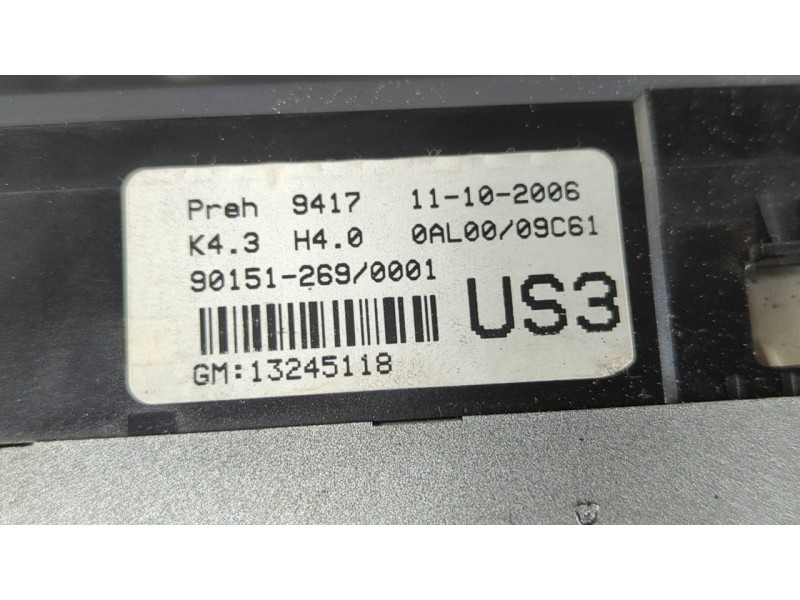 Preh 9417 11-10-2006
K4.3 H4.0 0AL00/09C61
90151-269/0001
US3
GM:13245118